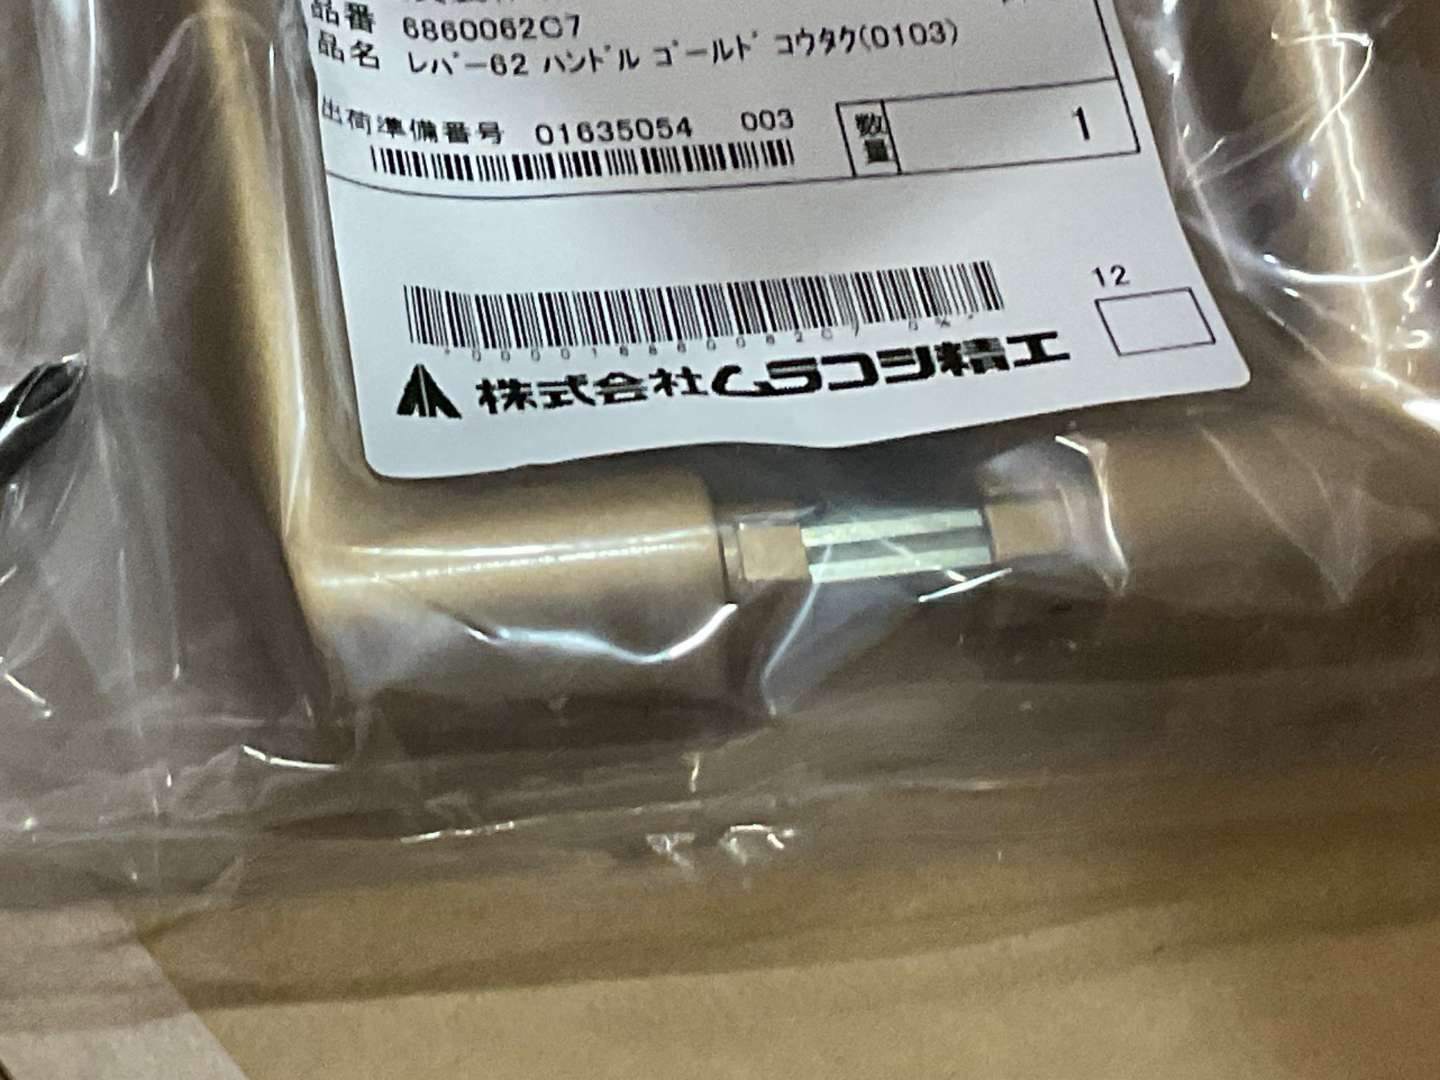 品番 6860062C7
品名 レバー62 ハンドル ゴールド コウタク(0103)
出荷準備番号 01635054 003
数量 1
12
株式会社ムラコシ精工